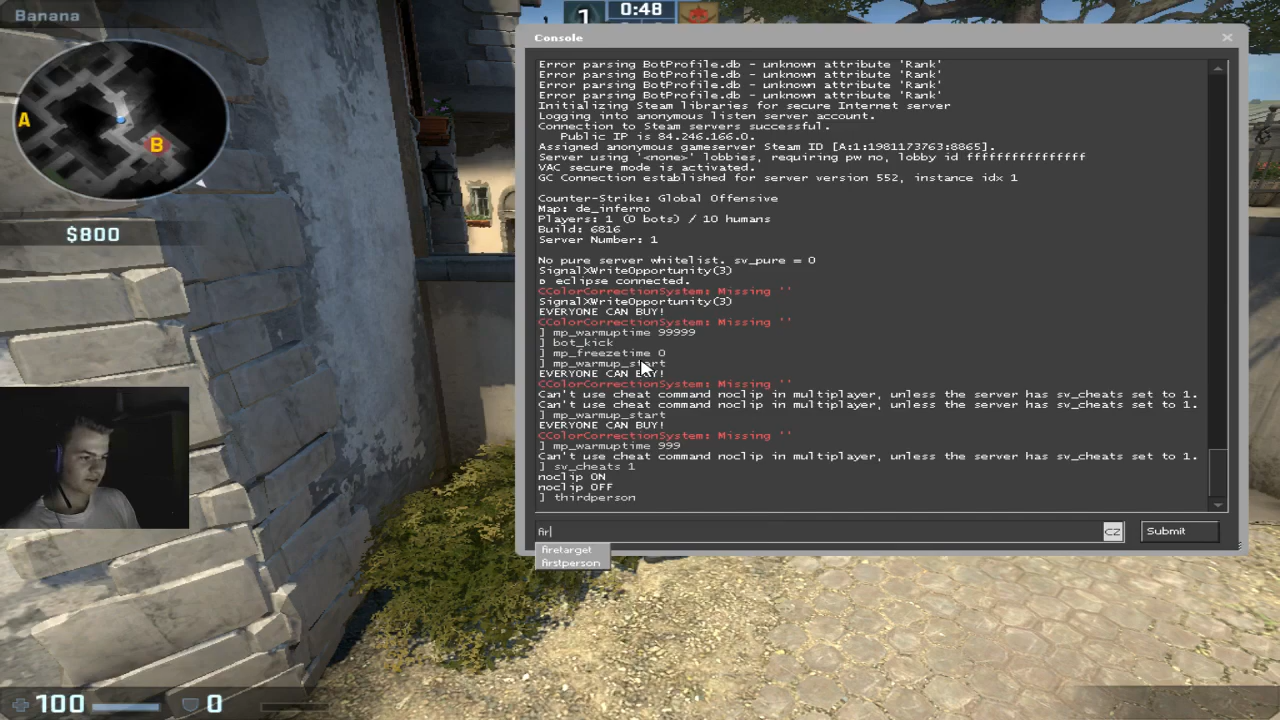 Banana
1
0:48
A
B
$800
Console
Error parsing BotProfile.db - unknown attribute 'Rank'
Error parsing BotProfile.db - unknown attribute 'Rank'
Error parsing BotProfile.db - unknown attribute 'Rank'
Error parsing BotProfile.db - unknown attribute 'Rank'
Initializing Steam libraries for secure Internet server
Logging into anonymous listen server account.
Connection to Steam servers successful.
Public IP is 84.246.166.0.
Assigned anonymous gameserver Steam ID [A:1:1981173763:8865].
Server using '<none>' lobbies, requiring pw no, lobby id ffffffffffffffff
VAC secure mode is activated.
GC Connection established for server version 552, instance idx 1
Counter-Strike: Global Offensive
Map: de_inferno
Players: 1 (0 bots) / 10 humans
Build: 6816
Server Number: 1
No pure server whitelist. sv_pure = 0
SignalXWriteOpportunity(3)
eclipse connected.
CColorCorrectionSystem: Missing ''
SignalXWriteOpportunity(3)
EVERYONE CAN BUY!
CColorCorrectionSystem: Missing ''
] mp_warmuptime 99999
] bot_kick
] mp_freezetime 0
] mp_warmup_start
EVERYONE CAN BUY!
CColorCorrectionSystem: Missing ''
Can't use cheat command noclip in multiplayer, unless the server has sv_cheats set to 1.
Can't use cheat command noclip in multiplayer, unless the server has sv_cheats set to 1.
] mp_warmup_start
EVERYONE CAN BUY!
CColorCorrectionSystem: Missing ''
] mp_warmuptime 999
Can't use cheat command noclip in multiplayer, unless the server has sv_cheats set to 1.
] sv_cheats 1
noclip ON
noclip OFF
] thirdperson
fir
CZ
Submit
firetarget
firstperson
100
0